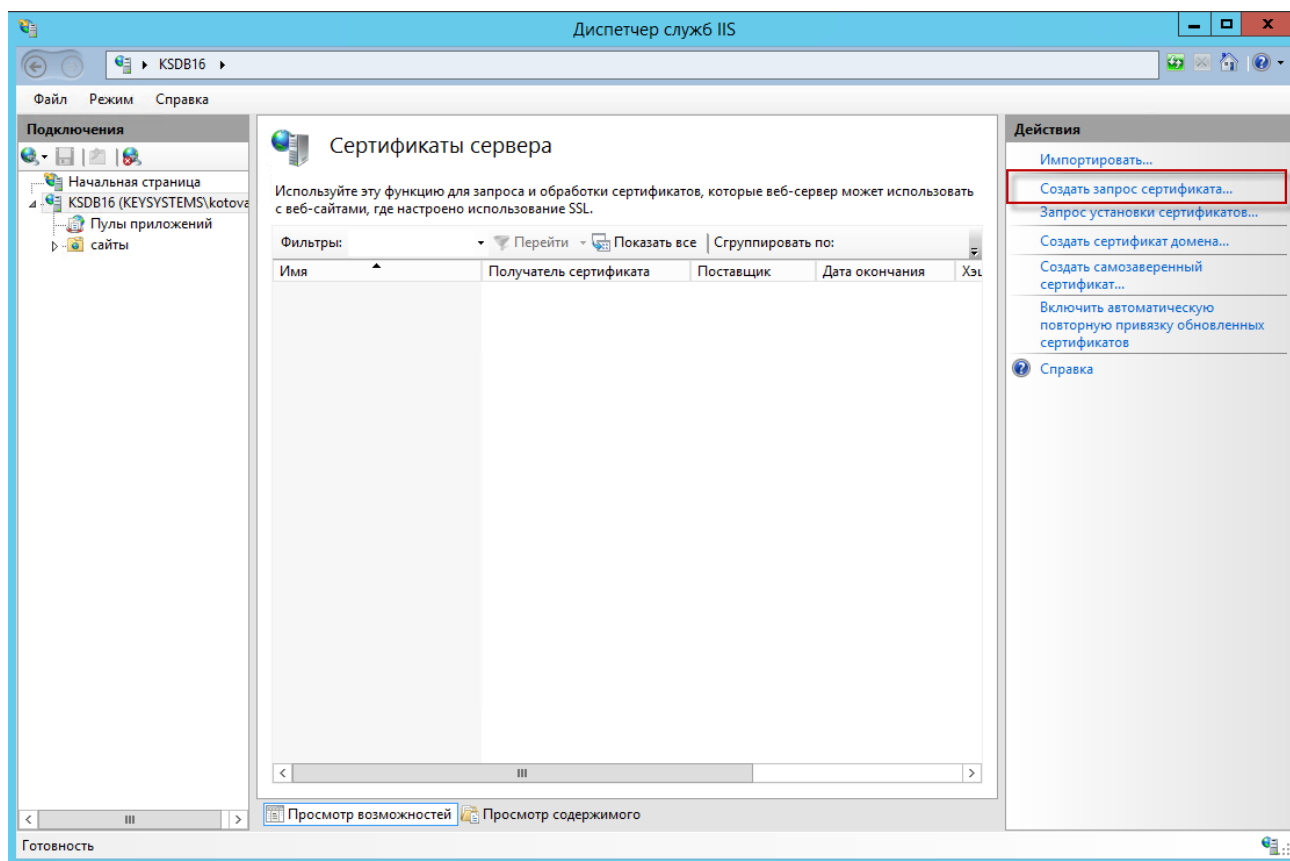 Диспетчер служб IIS
KSDB16
Файл Режим Справка
Подключения
Начальная страница
KSDB16 (KEYSYSTEMS\kotova
Пулы приложений
сайты
Сертификаты сервера
Используйте эту функцию для запроса и обработки сертификатов, которые веб-сервер может использовать
с веб-сайтами, где настроено использование SSL.
Фильтры: Перейти Показать все Сгруппировать по:
Имя Получатель сертификата Поставщик Дата окончания Хэш
Просмотр возможностей Просмотр содержимого
Действия
Импортировать...
Создать запрос сертификата...
Запрос установки сертификатов...
Создать сертификат домена...
Создать самозаверенный
сертификат...
Включить автоматическую
повторную привязку обновленных
сертификатов
Справка
Готовность